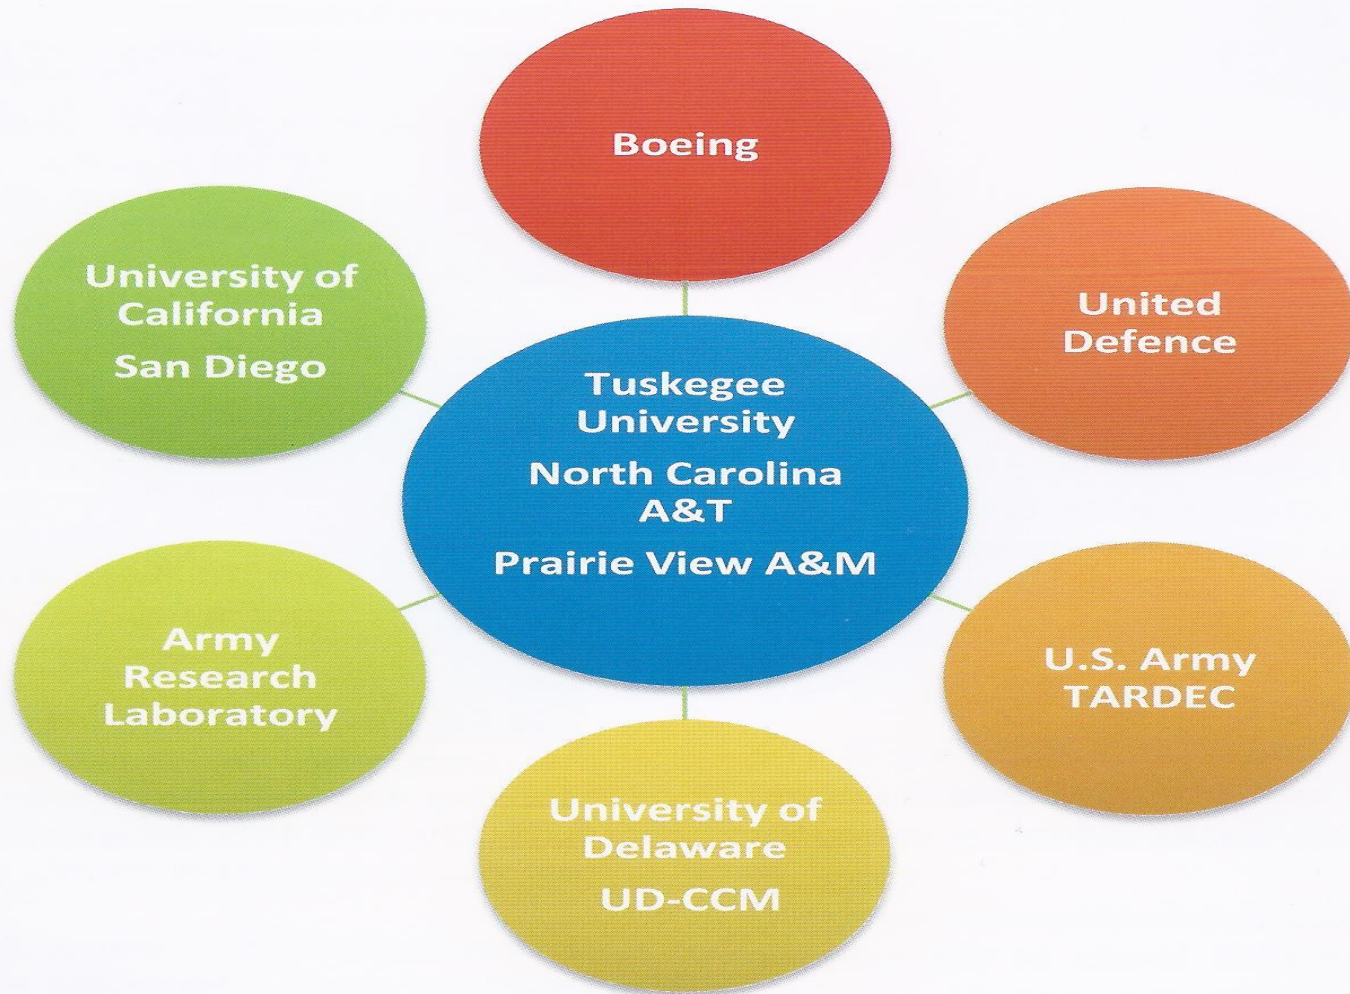 Boeing
University of
California
San Diego
United
Defence
Tuskegee
University
North Carolina
A&T
Prairie View A&M
Army
Research
Laboratory
U.S. Army
TARDEC
University of
Delaware
UD-CCM